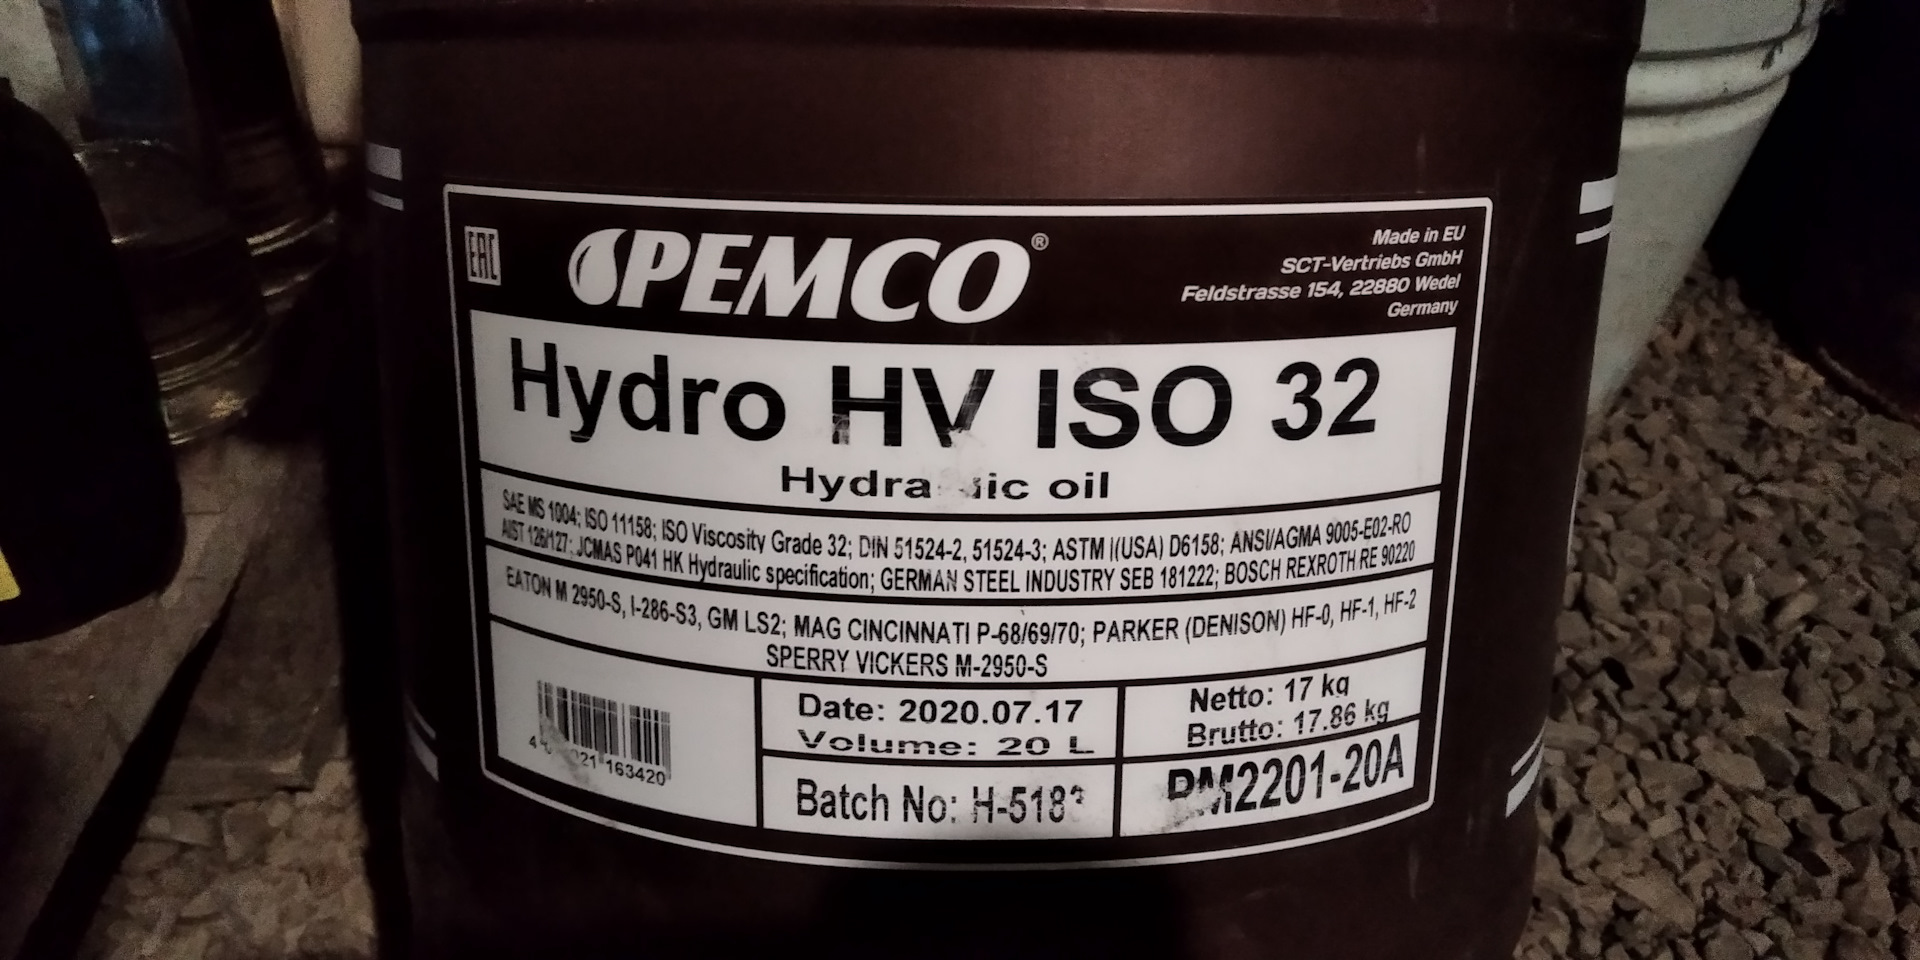 EAC
PEMCO®
Made in EU
SCT-Vertriebs GmbH
Feldstrasse 154, 22880 Wedel
Germany
Hydro HV ISO 32
oil
SAE MS 1004; ISO 11158; ISO Viscosity Grade 32; DIN 51524-2, 51524-3; ASTM I(USA) D6158; ANSI/AGMA 9005-E02-RO
AIST 126/127; JCMAS P041 HK Hydraulic specification; GERMAN STEEL INDUSTRY SEB 181222; BOSCH REXROTH RE 90220
EATON M 2950-S, I-286-S3, GM LS2; MAG CINCINNATI P-68/69/70; PARKER (DENISON) HF-0, HF-1, HF-2
SPERRY VICKERS M-2950-S
163420
Date: 2020.07.17
Volume: 20 L
Batch No:
Netto: 17 kg
Brutto: 17.86 kg
PM2201-20A